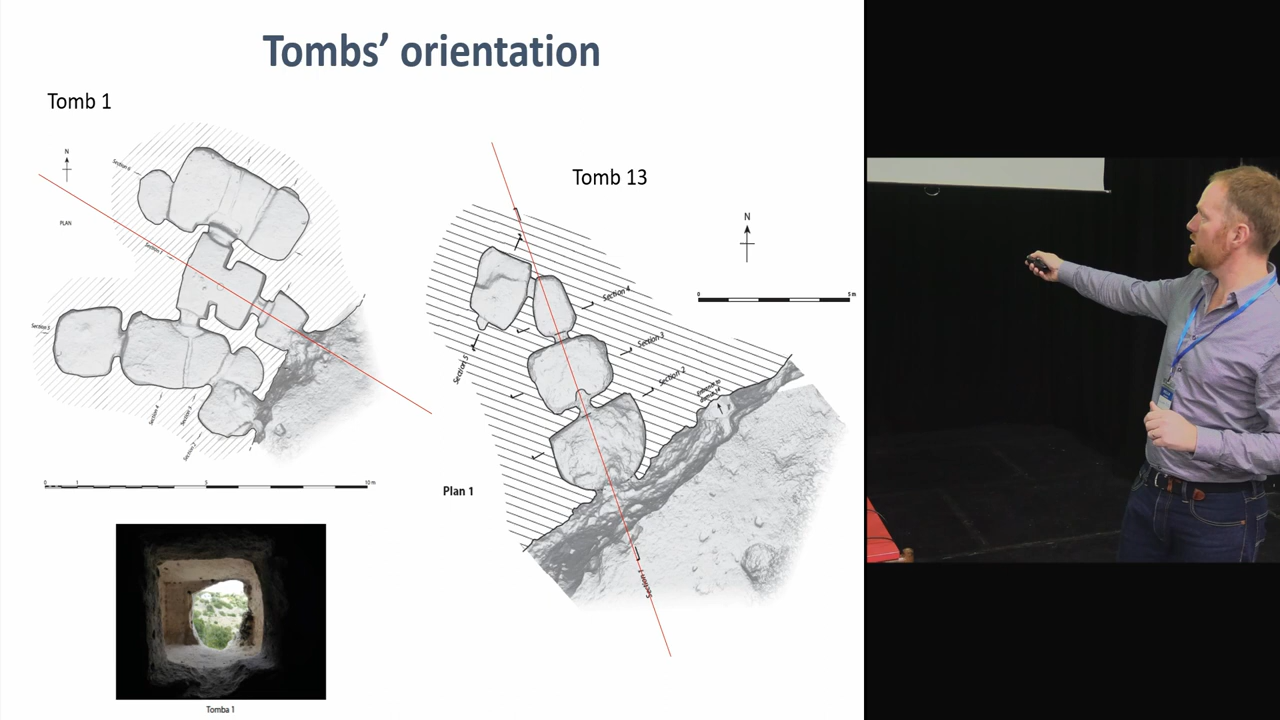 Tombs’ orientation
Tomb 1
N
PLAN
Section 6
Section 1
Section 5
Section 4
Section 3
Section 2
0 1 5 10 m
Tomba 1
Tomb 13
N
0 5 m
Section 4
Section 3
Section 2
Section 5
entrance to
Plan 1
Section 1